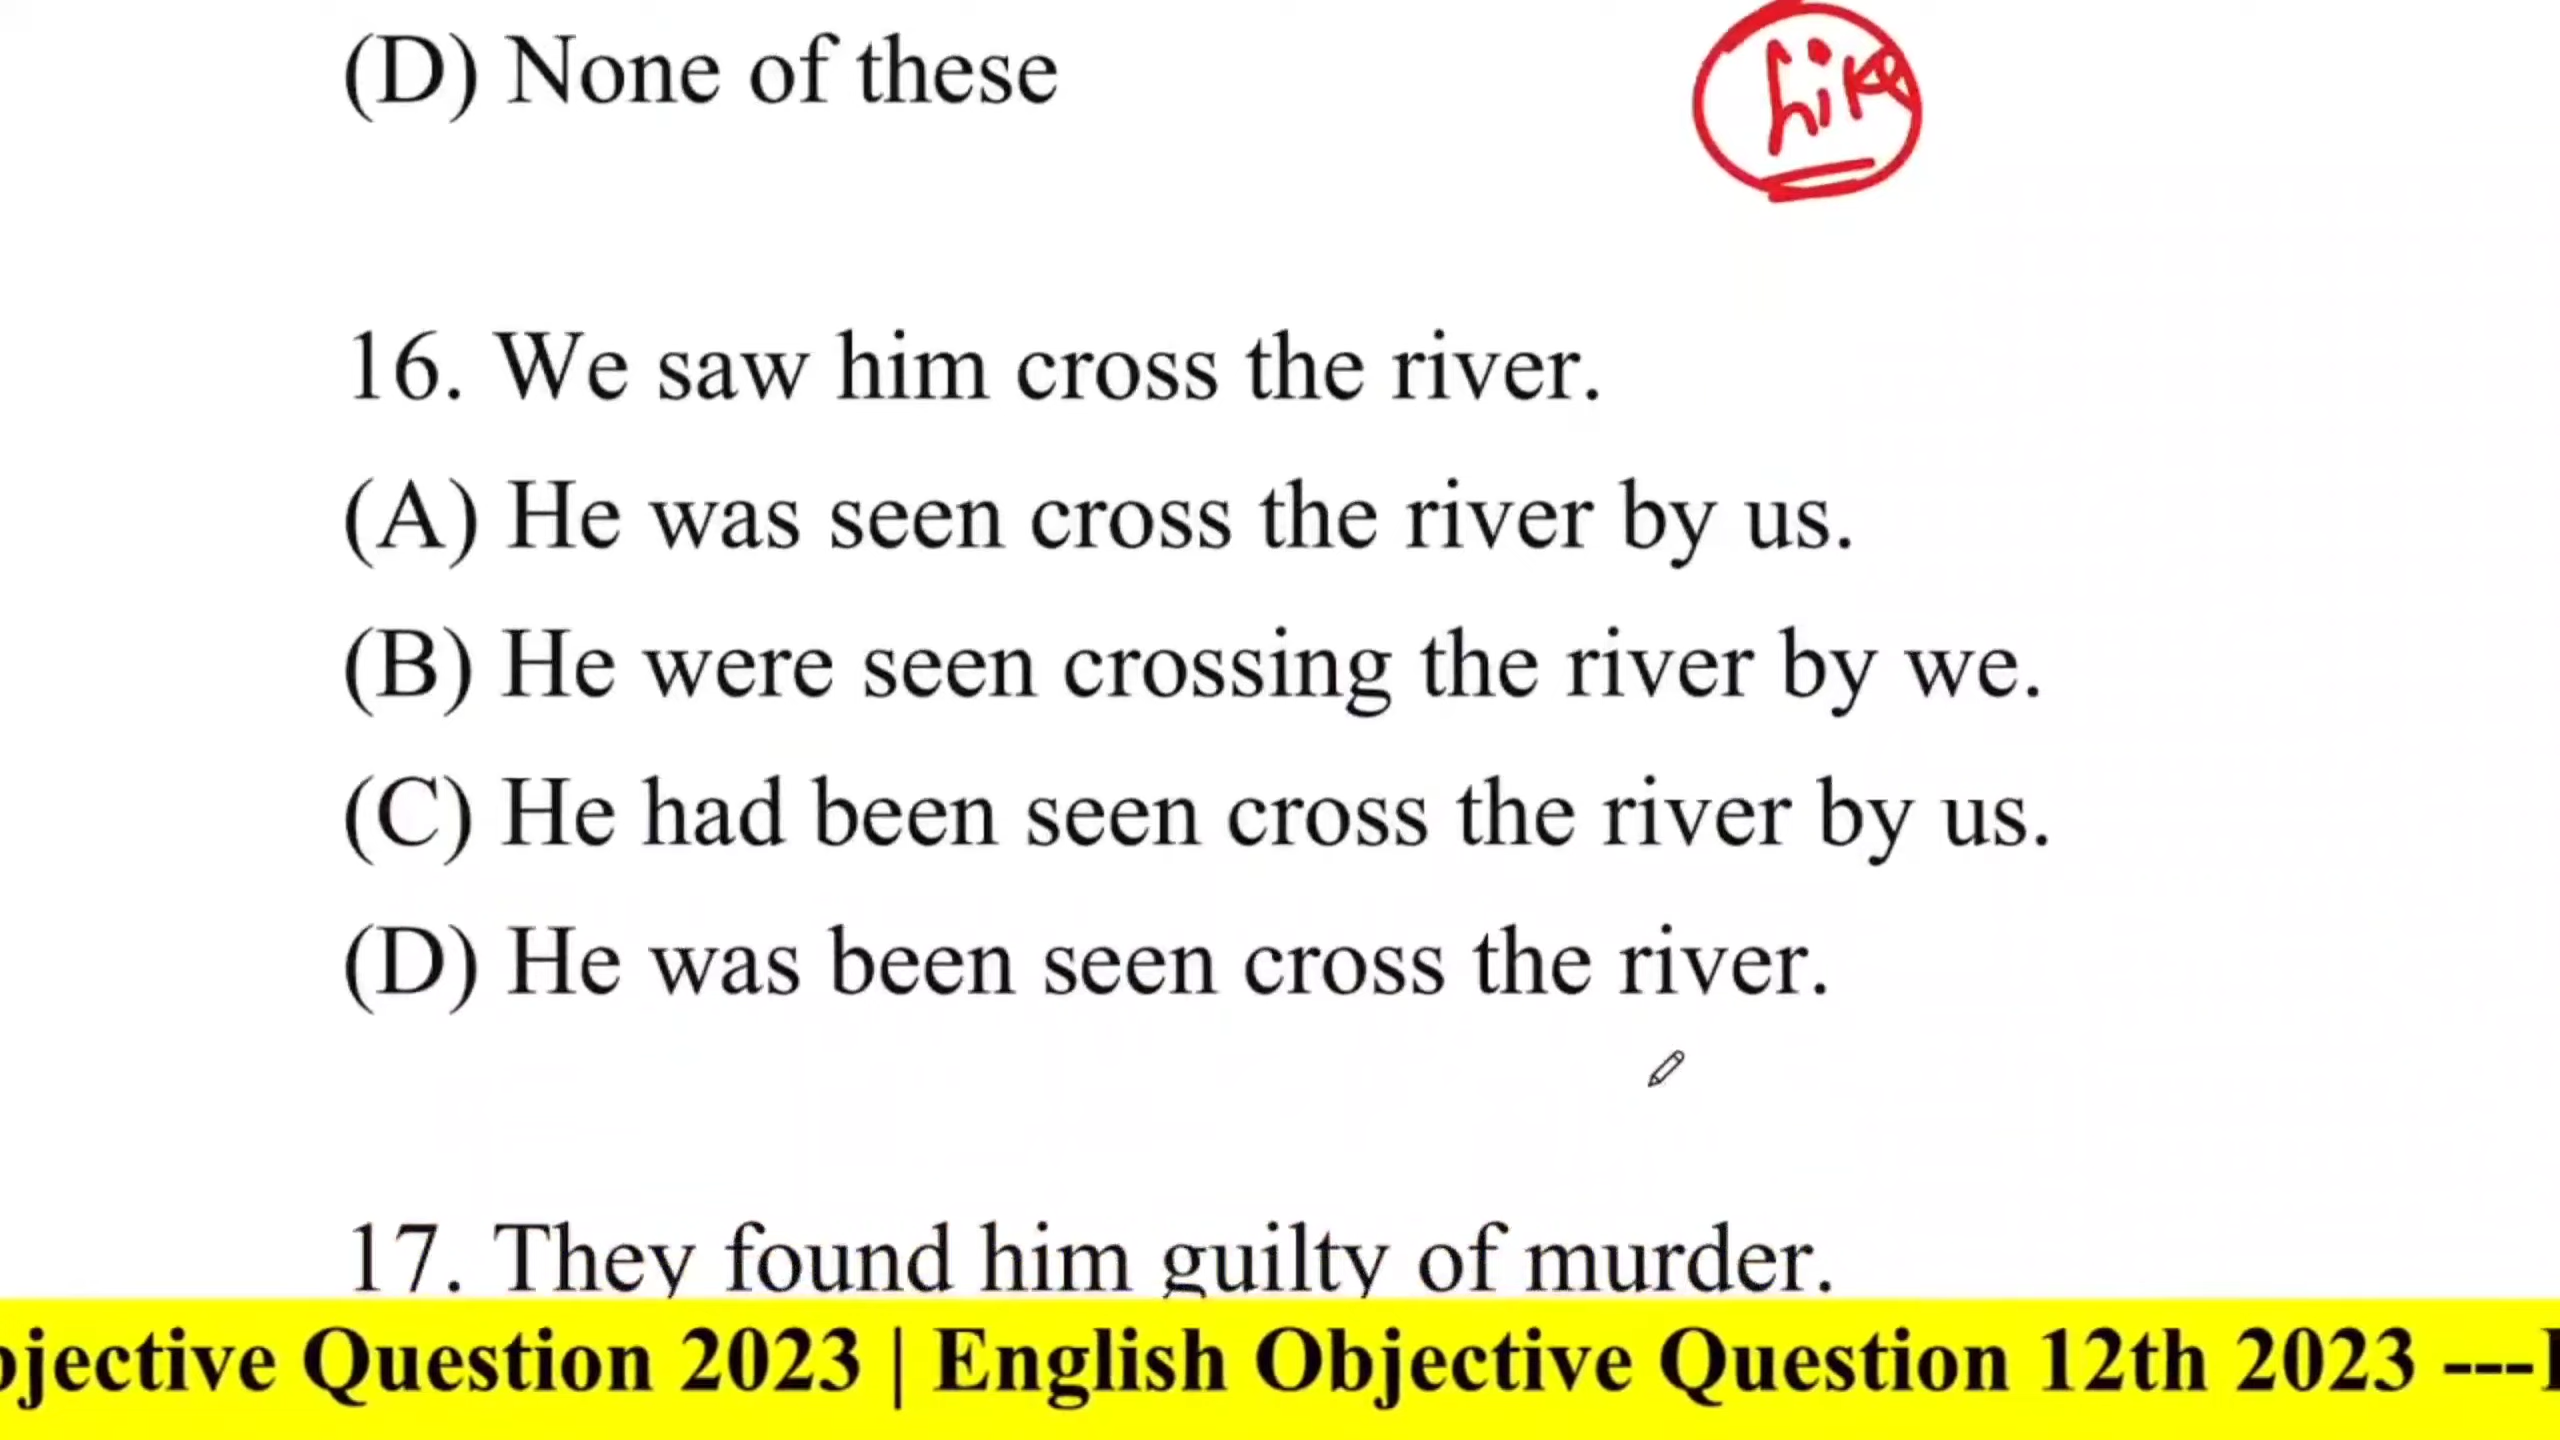 (D) None of these
hike
16. We saw him cross the river.
(A) He was seen cross the river by us.
(B) He were seen crossing the river by we.
(C) He had been seen cross the river by us.
(D) He was been seen cross the river.
17. They found him guilty of murder.
bjective Question 2023 | English Objective Question 12th 2023 ---